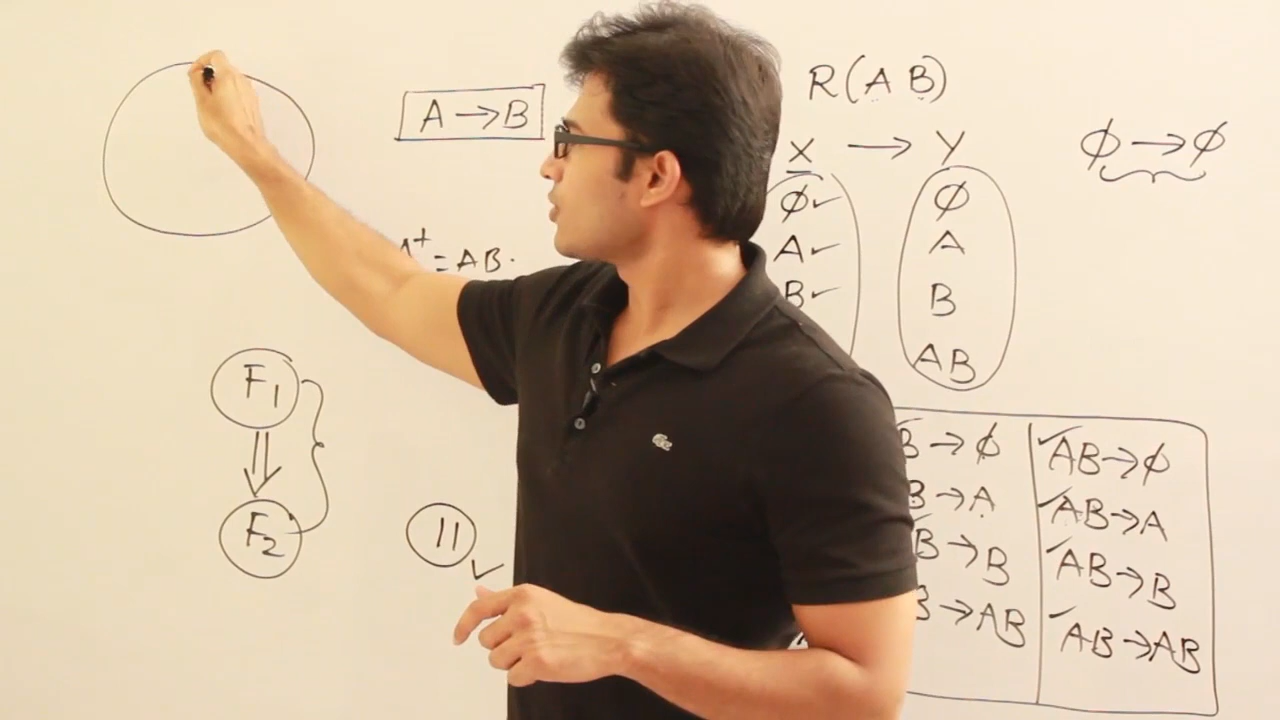 R(AB)
A→B
X → Y
ϕ→ϕ
ϕ✓ ϕ
A✓ A
A⁺=AB.
B✓ B
AB
F1
F2
11 ✓
B→ϕ ✓AB→ϕ
B→A ✓AB→A
B→B ✓AB→B
B→AB ✓AB→AB